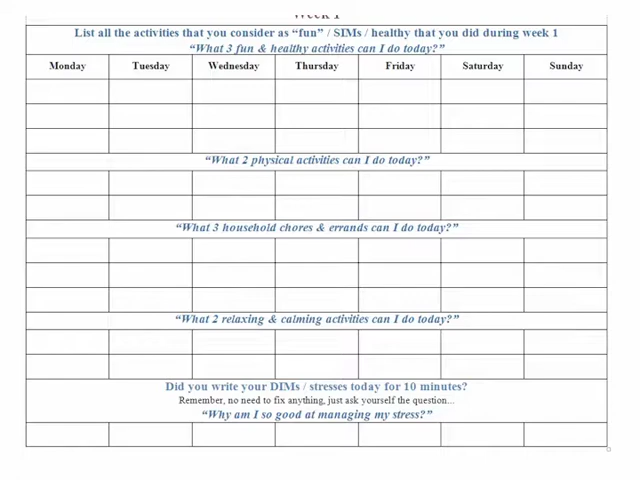 Week 1
List all the activities that you consider as “fun” / SIMs / healthy that you did during week 1
“What 3 fun & healthy activities can I do today?”
Monday Tuesday Wednesday Thursday Friday Saturday Sunday
“What 2 physical activities can I do today?”
“What 3 household chores & errands can I do today?”
“What 2 relaxing & calming activities can I do today?”
Did you write your DIMs / stresses today for 10 minutes?
Remember, no need to fix anything, just ask yourself the question...
“Why am I so good at managing my stress?”